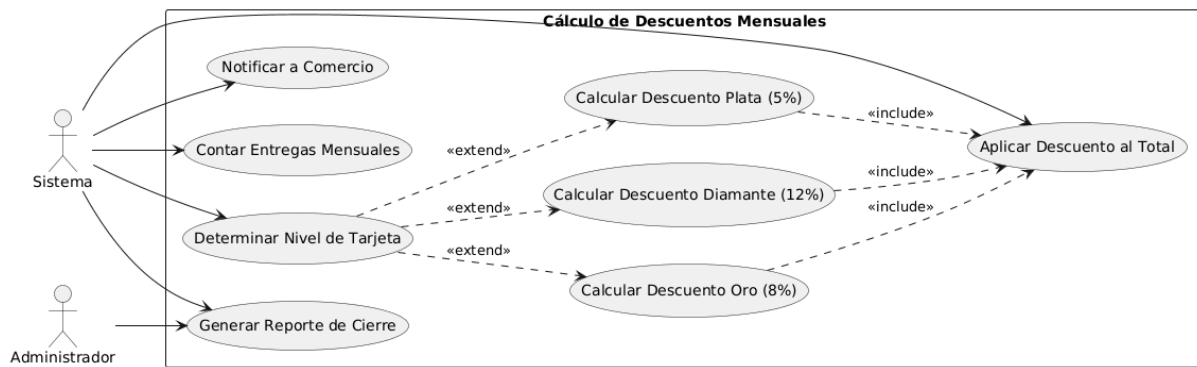 Cálculo de Descuentos Mensuales
Notificar a Comercio
Calcular Descuento Plata (5%)
«include»
Contar Entregas Mensuales
Aplicar Descuento al Total
Sistema
«extend»
Calcular Descuento Diamante (12%)
«include»
«extend»
«include»
Determinar Nivel de Tarjeta
«extend»
Calcular Descuento Oro (8%)
Generar Reporte de Cierre
Administrador